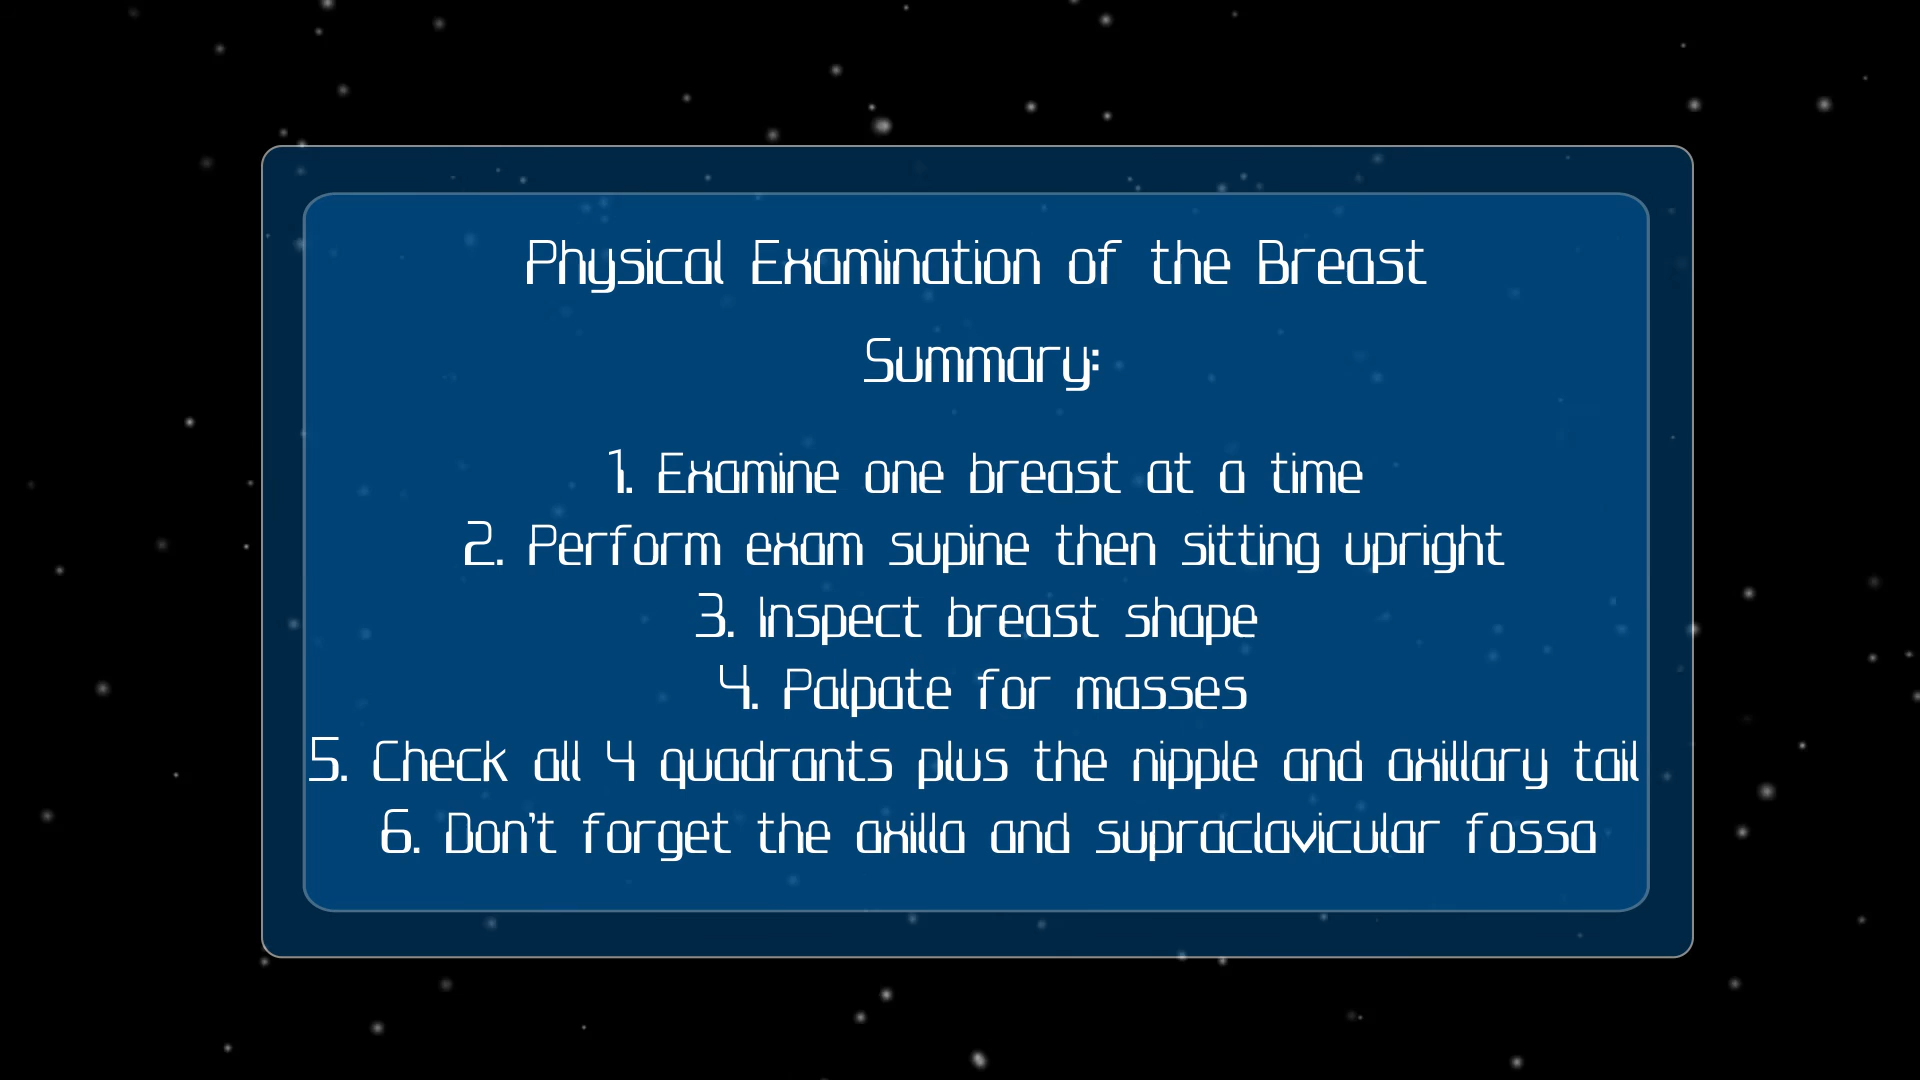 Physical Examination of the Breast
Summary:
1. Examine one breast at a time
2. Perform exam supine then sitting upright
3. Inspect breast shape
4. Palpate for masses
5. Check all 4 quadrants plus the nipple and axillary tail
6. Don't forget the axilla and supraclavicular fossa